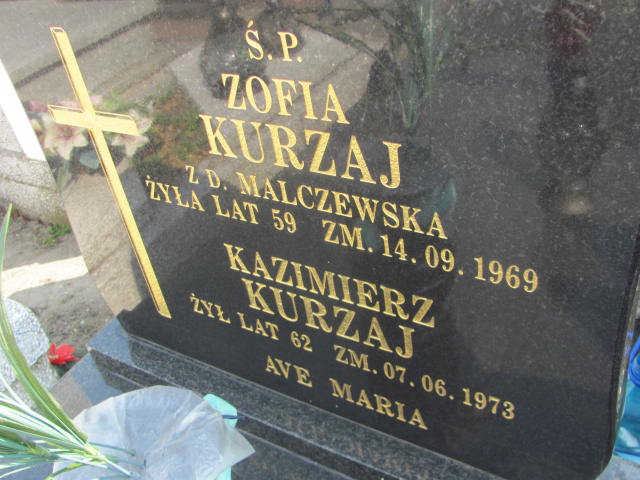 Ś.P.
ZOFIA
KURZAJ
Z D. MALCZEWSKA
ŻYŁA LAT 59 ZM. 14. 09. 1969
KAZIMIERZ
KURZAJ
ŻYŁ LAT 62 ZM. 07. 06. 1973
AVE MARIA